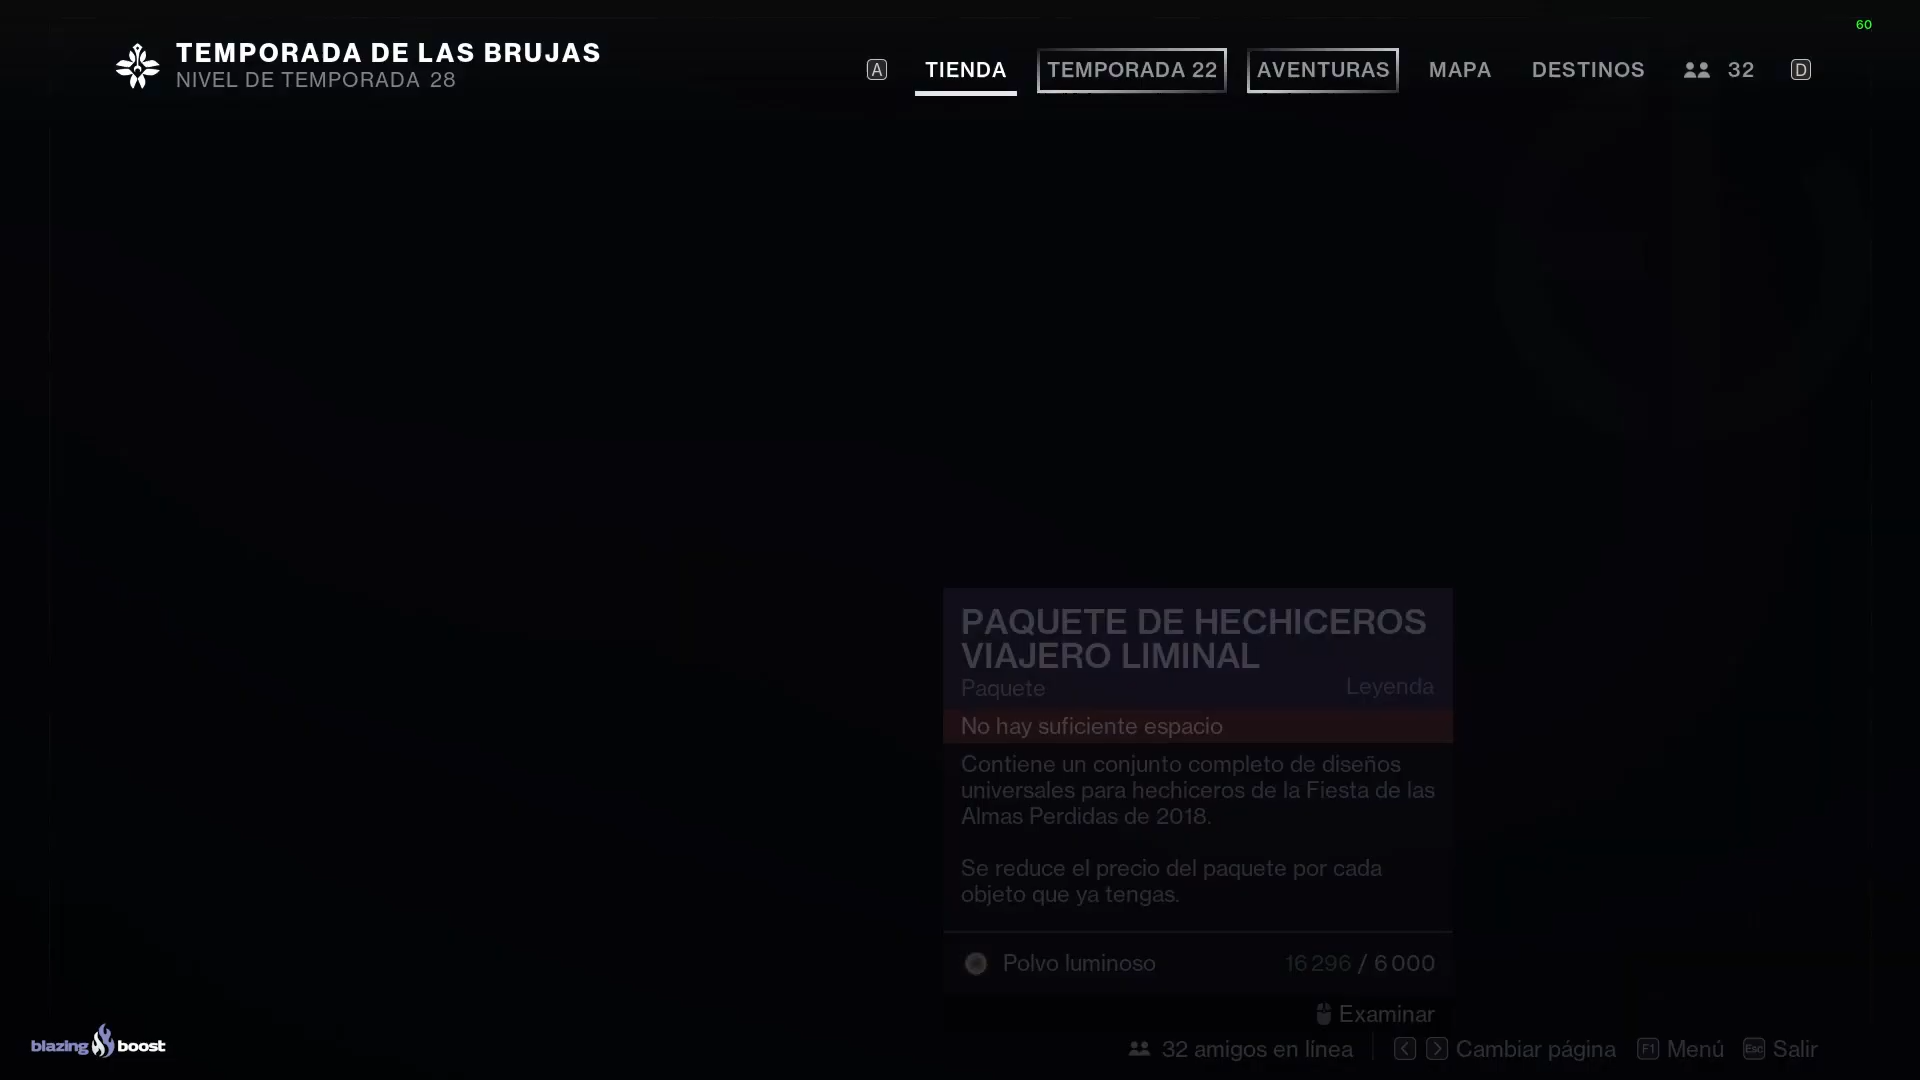 60
TEMPORADA DE LAS BRUJAS
NIVEL DE TEMPORADA 28
A TIENDA TEMPORADA 22 AVENTURAS MAPA DESTINOS 32 D
PAQUETE DE HECHICEROS
VIAJERO LIMINAL
Paquete Leyenda
No hay suficiente espacio
Contiene un conjunto completo de diseños
universales para hechiceros de la Fiesta de las
Almas Perdidas de 2018.
Se reduce el precio del paquete por cada
objeto que ya tengas.
Polvo luminoso 16 296 / 6 000
Examinar
32 amigos en línea < > Cambiar página F1 Menú Esc Salir
blazing boost